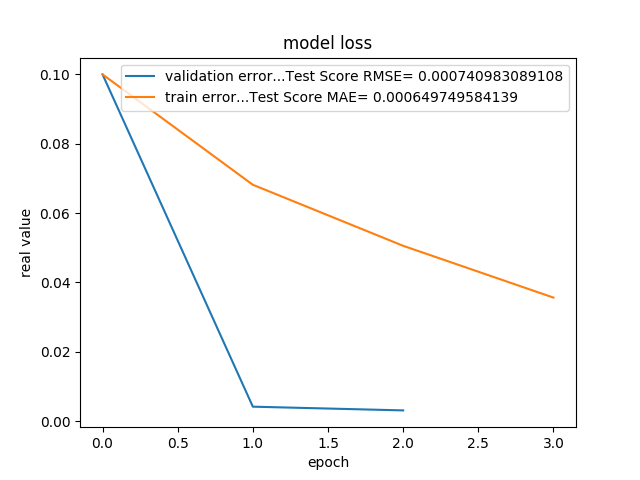 model loss
validation error...Test Score RMSE= 0.000740983089108
train error...Test Score MAE= 0.000649749584139
0.10
0.08
0.06
0.04
0.02
0.00
real value
0.0 0.5 1.0 1.5 2.0 2.5 3.0
epoch